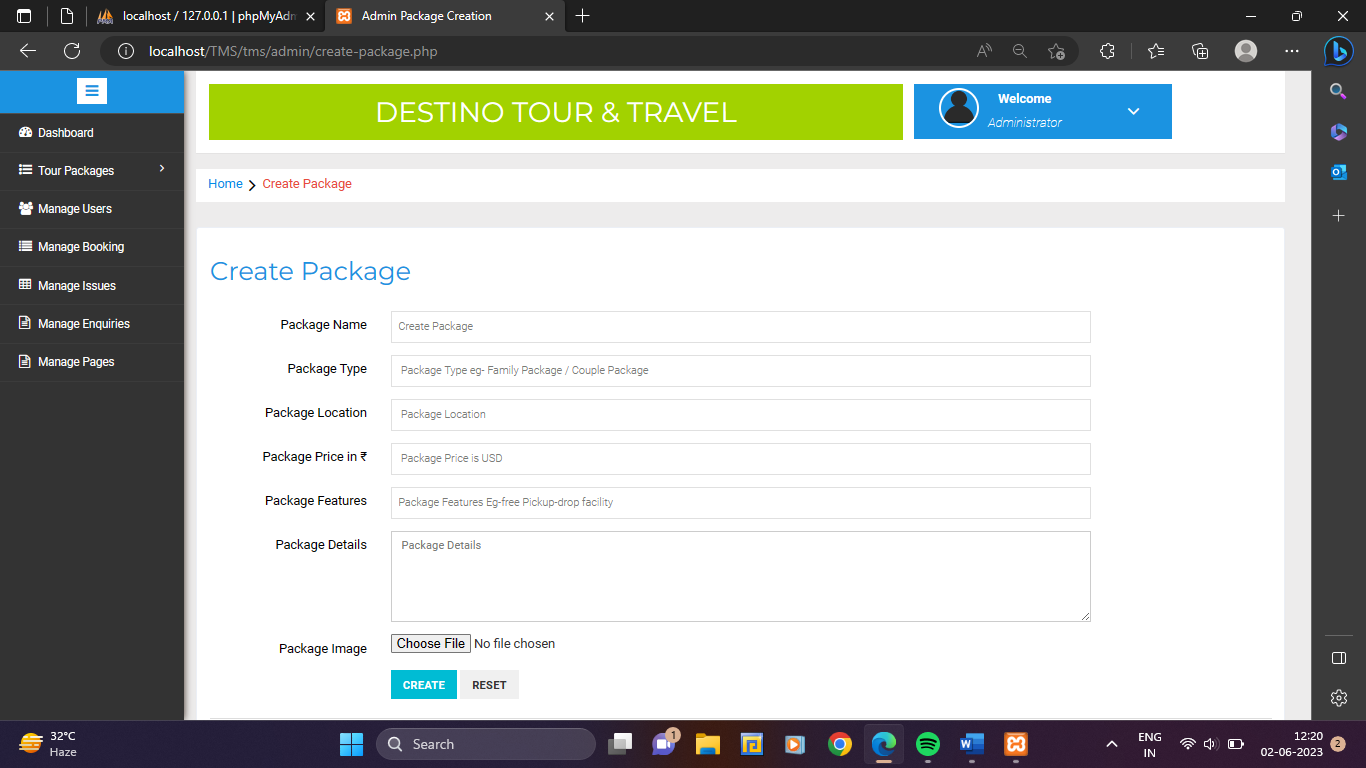 localhost / 127.0.0.1 | phpMyAdm
Admin Package Creation
localhost/TMS/tms/admin/create-package.php
DESTINO TOUR & TRAVEL
Welcome
Administrator
Dashboard
Tour Packages
Manage Users
Manage Booking
Manage Issues
Manage Enquiries
Manage Pages
Home
Create Package
Create Package
Package Name
Create Package
Package Type
Package Type eg- Family Package / Couple Package
Package Location
Package Location
Package Price in ₹
Package Price is USD
Package Features
Package Features Eg-free Pickup-drop facility
Package Details
Package Details
Package Image
Choose File No file chosen
CREATE
RESET
32°C
Haze
Search
1
ENG
IN
12:20
02-06-2023
2